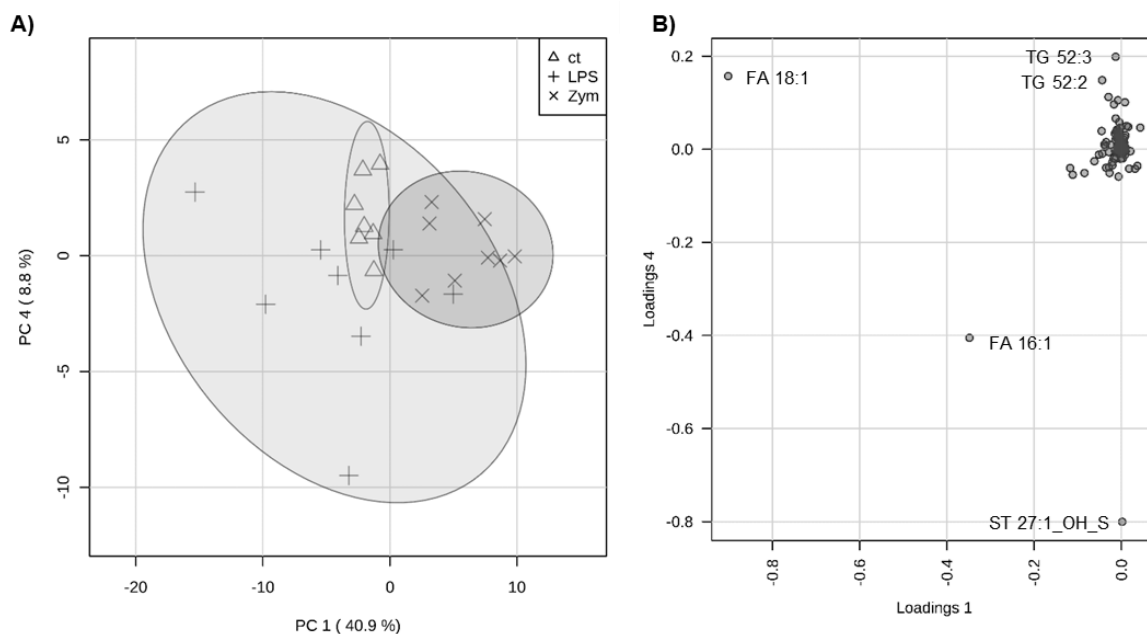 A)
ct
LPS
Zym
5
0
-5
-10
PC 4 ( 8.8 %)
-20
-10
0
10
PC 1 ( 40.9 %)
B)
TG 52:3
FA 18:1
TG 52:2
FA 16:1
ST 27:1_OH_S
0.2
0.0
-0.2
-0.4
-0.6
-0.8
Loadings 4
-0.8
-0.6
-0.4
-0.2
0.0
Loadings 1